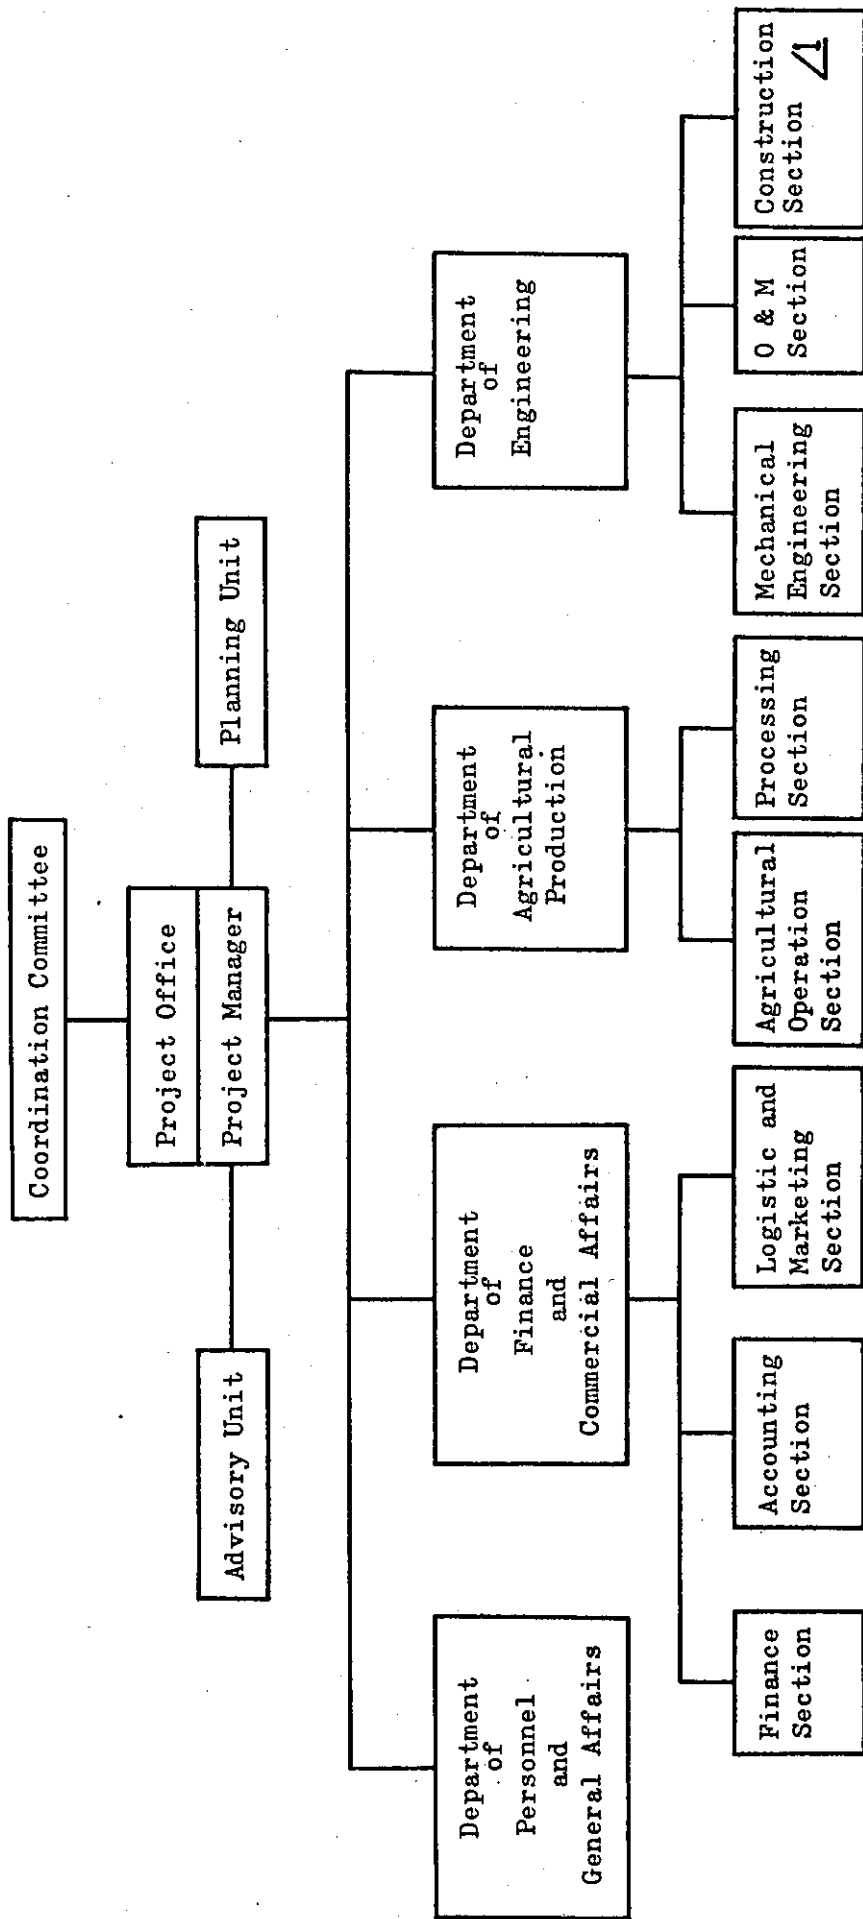 Coordination Committee
Project Office
Project Manager
Advisory Unit
Planning Unit
Department
of
Personnel
and
General Affairs
Department
of
Finance
and
Commercial Affairs
Department
of
Agricultural
Production
Department
of
Engineering
Finance
Section
Accounting
Section
Logistic and
Marketing
Section
Agricultural
Operation
Section
Processing
Section
Mechanical
Engineering
Section
O & M
Section
Construction
Section
/1